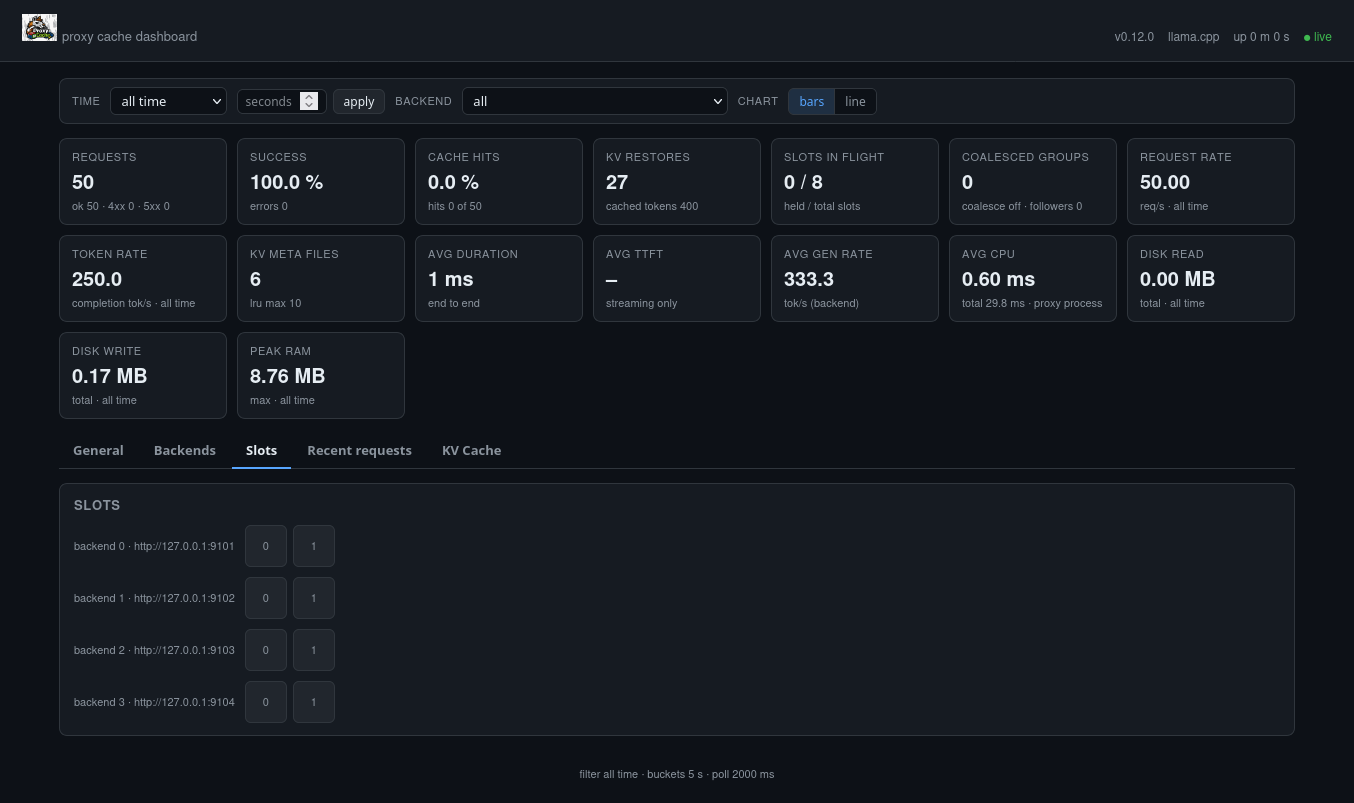 proxy cache dashboard
v0.12.0 llama.cpp up 0 m 0 s live
TIME all time seconds apply BACKEND all CHART bars line
REQUESTS SUCCESS CACHE HITS KV RESTORES SLOTS IN FLIGHT COALESCED GROUPS REQUEST RATE
50 100.0 % 0.0 % 27 0 / 8 0 50.00
ok 50 · 4xx 0 · 5xx 0 errors 0 hits 0 of 50 cached tokens 400 held / total slots coalesce off · followers 0 req/s · all time
TOKEN RATE KV META FILES AVG DURATION AVG TTFT AVG GEN RATE AVG CPU DISK READ
250.0 6 1 ms – 333.3 0.60 ms 0.00 MB
completion tok/s · all time lru max 10 end to end streaming only tok/s (backend) total 29.8 ms · proxy process total · all time
DISK WRITE PEAK RAM
0.17 MB 8.76 MB
total · all time max · all time
General Backends Slots Recent requests KV Cache
SLOTS
backend 0 · http://127.0.0.1:9101 0 1
backend 1 · http://127.0.0.1:9102 0 1
backend 2 · http://127.0.0.1:9103 0 1
backend 3 · http://127.0.0.1:9104 0 1
filter all time · buckets 5 s · poll 2000 ms